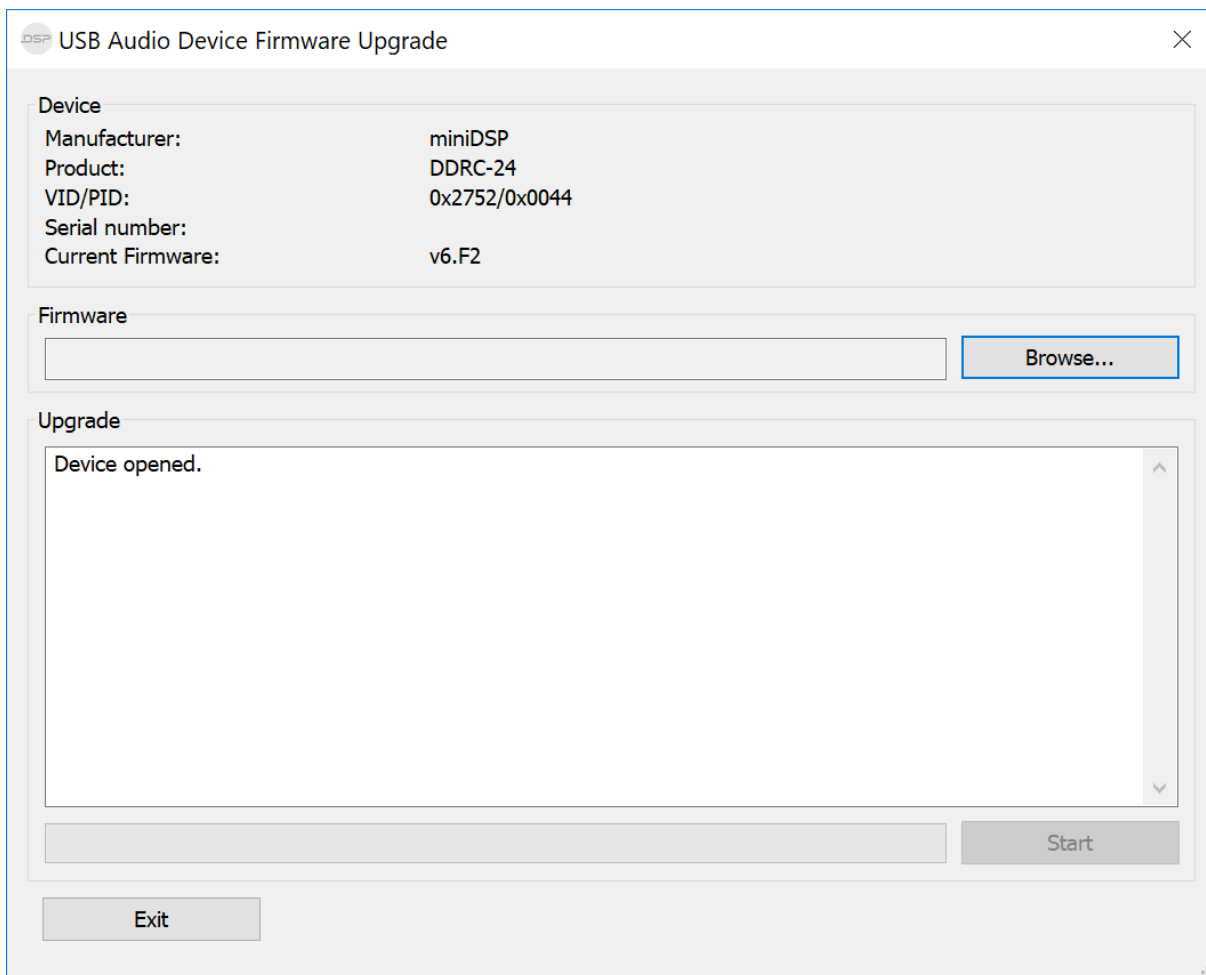 DSP USB Audio Device Firmware Upgrade
Device
Manufacturer: miniDSP
Product: DDRC-24
VID/PID: 0x2752/0x0044
Serial number:
Current Firmware: v6.F2
Firmware
Browse...
Upgrade
Device opened.
Start
Exit